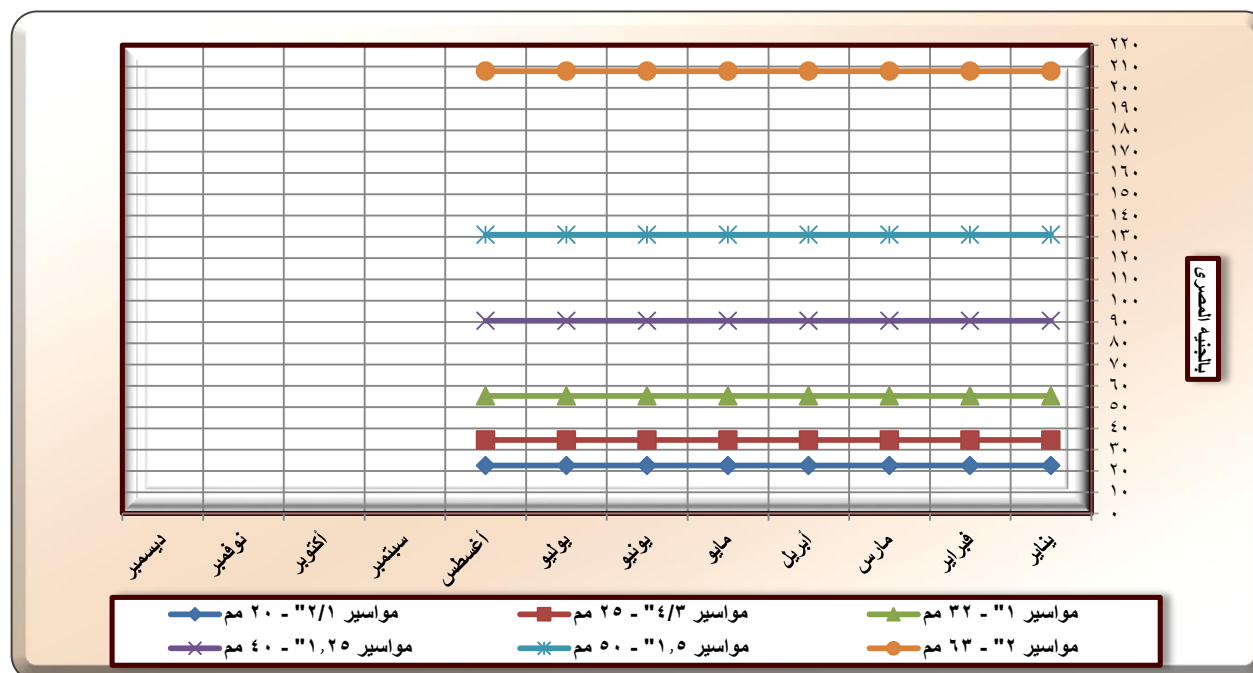 ٢٢٠
٢١٠
٢٠٠
١٩٠
١٨٠
١٧٠
١٦٠
١٥٠
١٤٠
١٣٠
١٢٠
١١٠
١٠٠
٩٠
٨٠
٧٠
٦٠
٥٠
٤٠
٣٠
٢٠
١٠
٠
بالجنيه المصرى
يناير
فبراير
مارس
أبريل
مايو
يونيو
يوليو
أغسطس
سبتمبر
أكتوبر
نوفمبر
ديسمبر
مواسير ١" - ٣٢ مم
مواسير ٤/٣" - ٢٥ مم
مواسير ٢/١" - ٢٠ مم
مواسير ٢" - ٦٣ مم
مواسير ١,٥" - ٥٠ مم
مواسير ١,٢٥" - ٤٠ مم